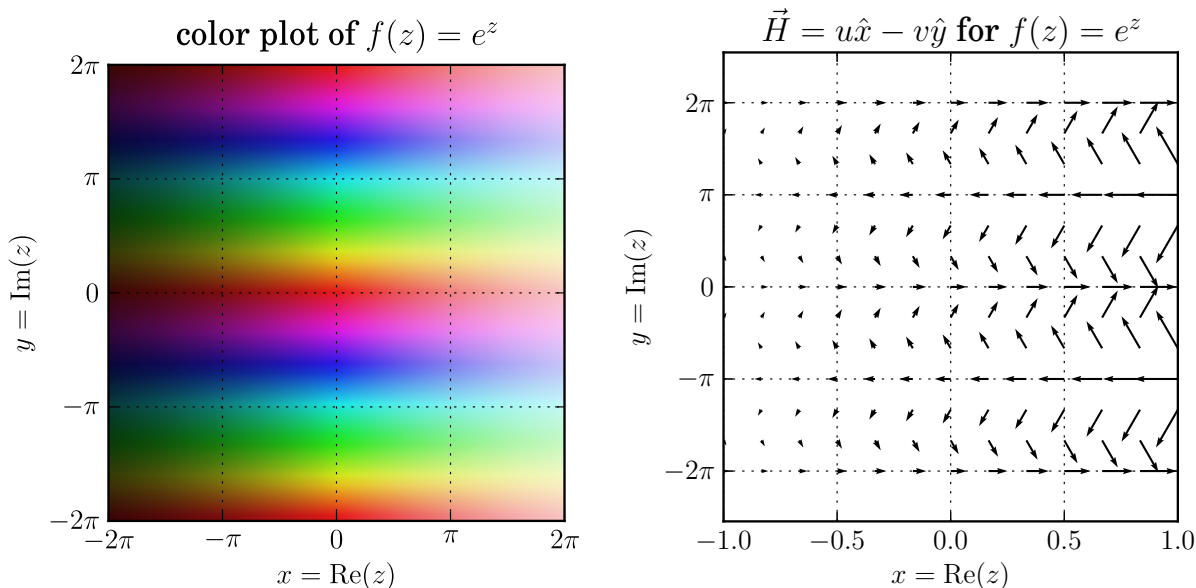 color plot of f(z) = e^z
2π
π
0
−π
−2π
y = Im(z)
−2π
−π
0
π
2π
x = Re(z)
H⃗ = ux̂ − vŷ for f(z) = e^z
2π
π
0
−π
−2π
y = Im(z)
−1.0
−0.5
0.0
0.5
1.0
x = Re(z)